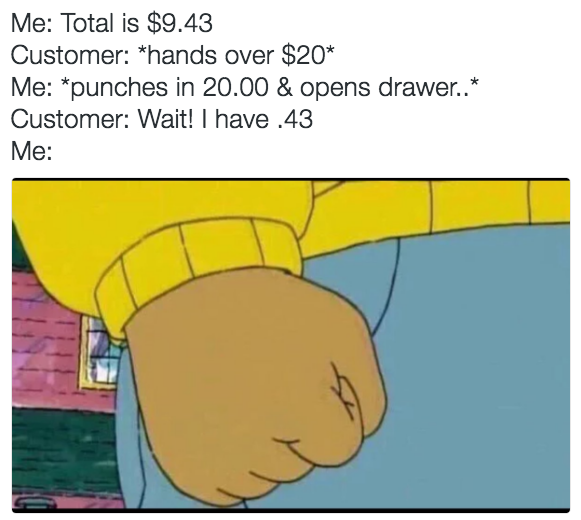 Me: Total is $9.43
Customer: *hands over $20*
Me: *punches in 20.00 & opens drawer..*
Customer: Wait! I have .43
Me: